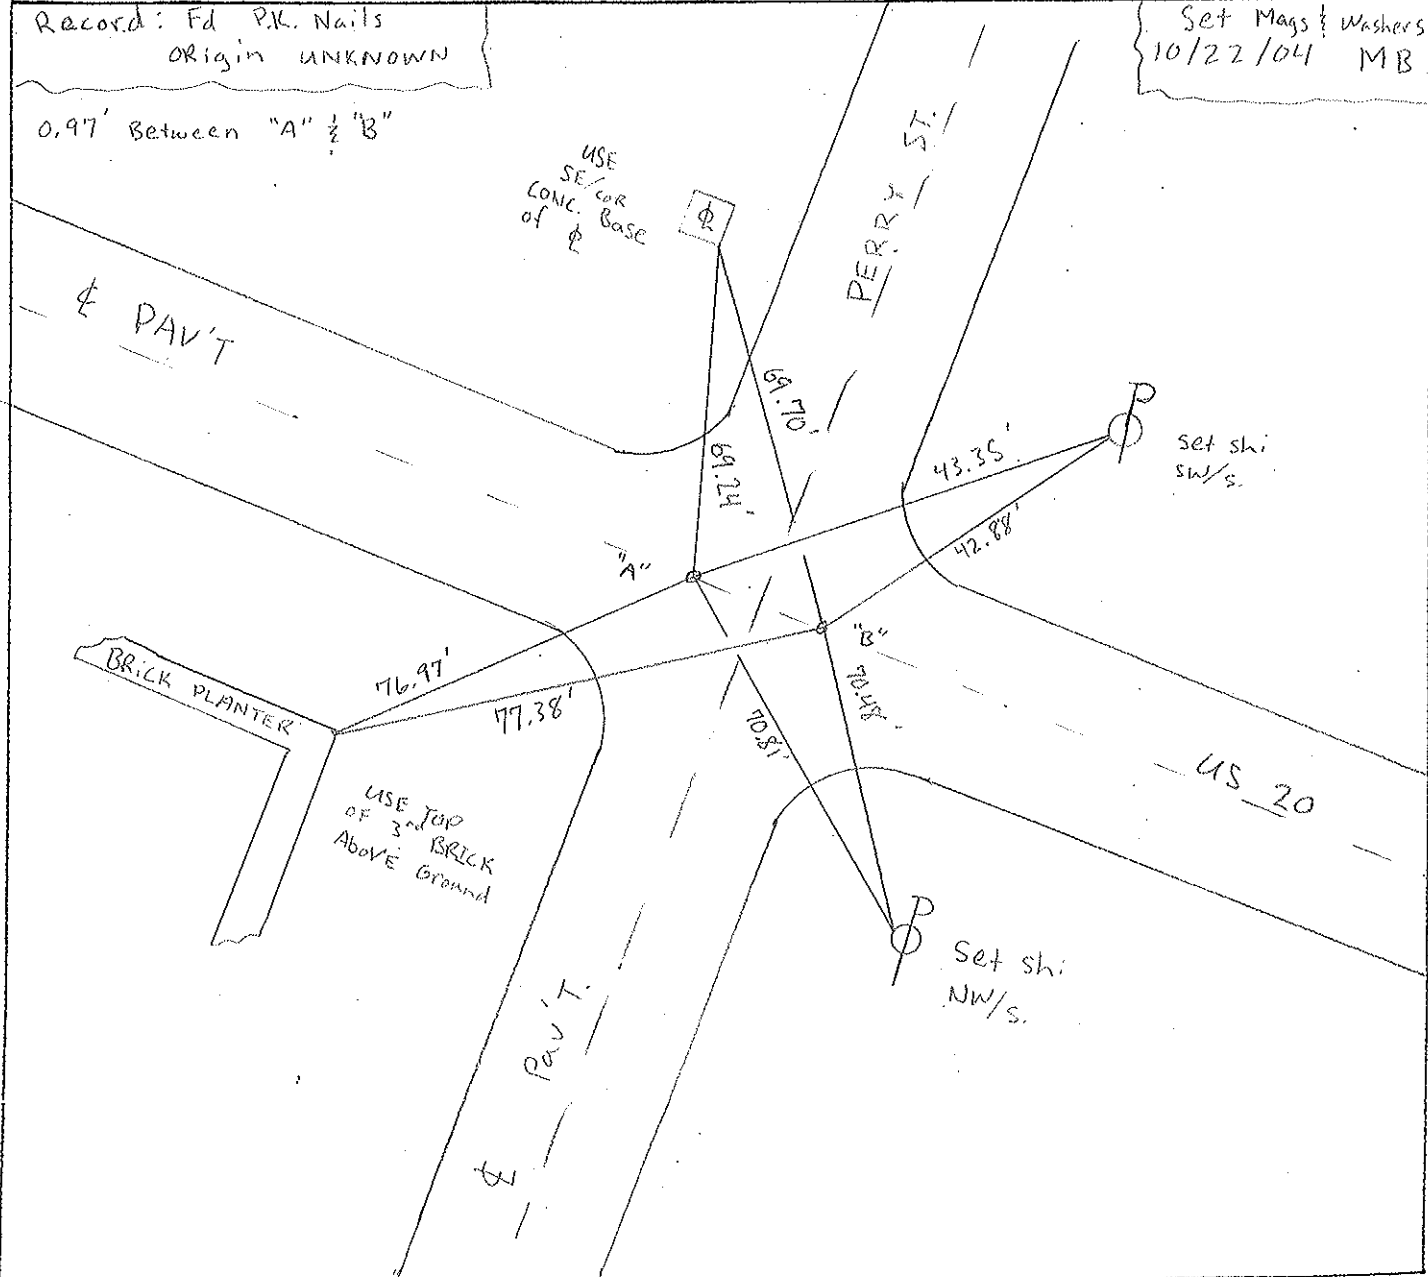 Record: Fd P.K. Nails
ORigin UNKNOWN
Set Mags & Washers
10/22/04 MB
0.97' Between "A" & "B"
USE
SE/COR
CONC. Base
of
PERRY ST.
℄ PAV'T
69.70'
69.24'
P
43.35'
Set shi
SW/s.
42.88'
"A"
"B"
BRICK PLANTER
76.97'
77.38'
70.81'
70.48'
US 20
USE TOP
OF 3rd BRICK
ABOVE Ground
P
Set shi
NW/s.
℄ Pav'T.